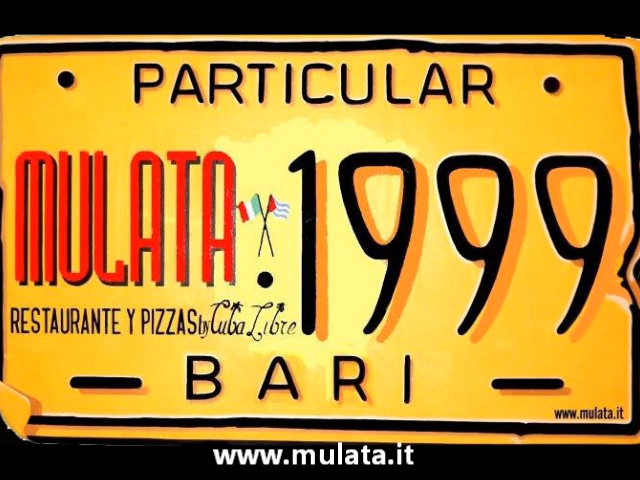 PARTICULAR
MULATA 1999
RESTAURANTE Y PIZZAS by Cuba Libre
BARI
www.mulata.it
www.mulata.it